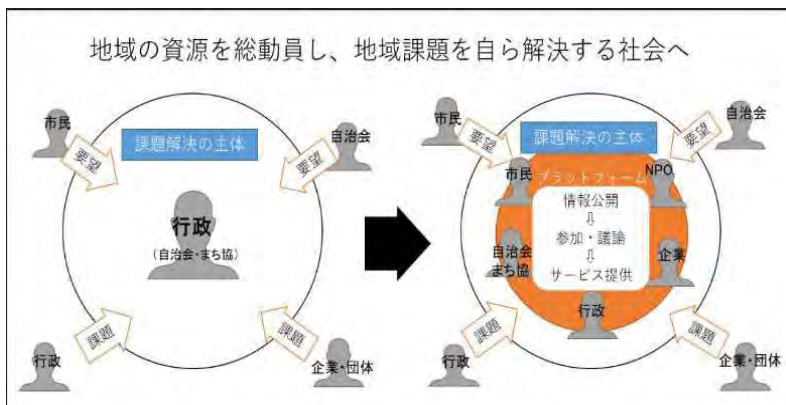 地域の資源を総動員し、地域課題を自ら解決する社会へ
市民
要望
課題解決の主体
自治会
要望
行政
(自治会・まち協)
行政
課題
企業・団体
課題
市民
要望
課題解決の主体
自治会
要望
市民
プラットフォーム
NPO
情報公開
⇩
参加・議論
⇩
サービス提供
自治会
まち協
企業
行政
行政
課題
企業・団体
課題